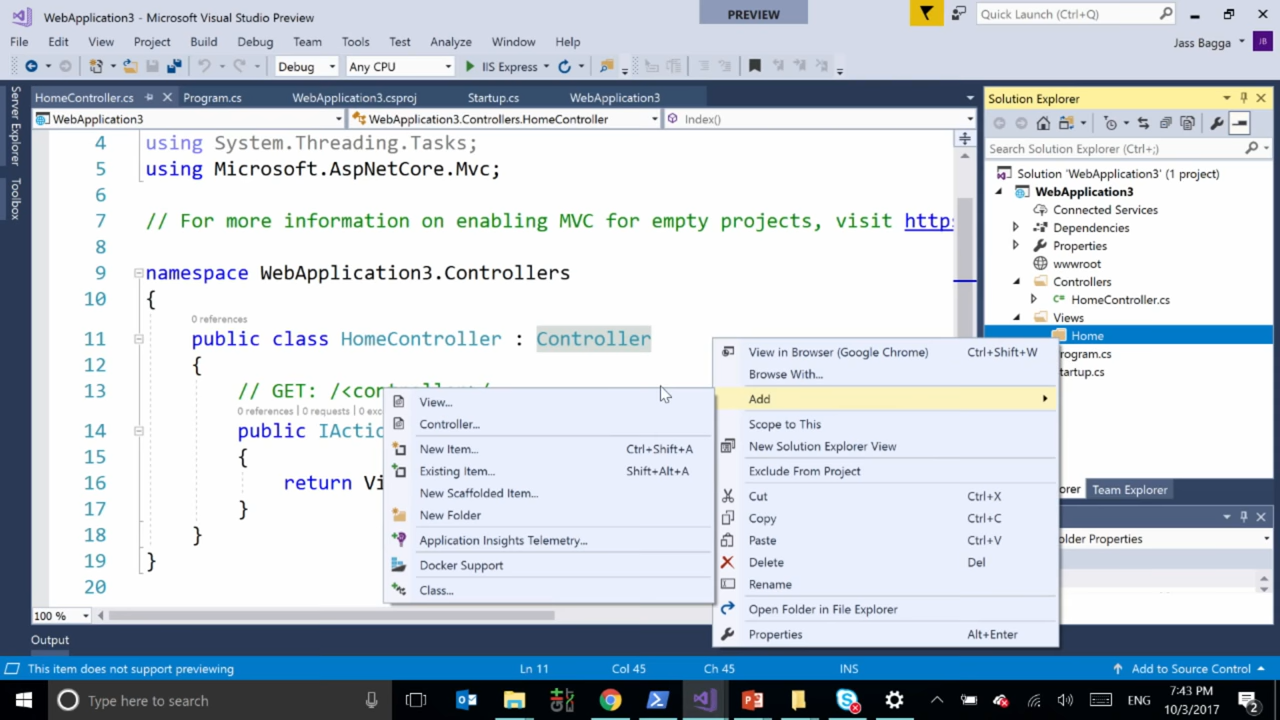 WebApplication3 - Microsoft Visual Studio Preview
PREVIEW
Quick Launch (Ctrl+Q)
File Edit View Project Build Debug Team Tools Test Analyze Window Help
Jass Bagga
JB
Debug
Any CPU
IIS Express
Server Explorer
Toolbox
HomeController.cs
Program.cs
WebApplication3.csproj
Startup.cs
WebApplication3
WebApplication3
WebApplication3.Controllers.HomeController
Index()
4 using System.Threading.Tasks;
5 using Microsoft.AspNetCore.Mvc;
6
7 // For more information on enabling MVC for empty projects, visit https
8
9 namespace WebApplication3.Controllers
10 {
0 references
11 public class HomeController : Controller
12 {
13 // GET: /<controller>/
0 references | 0 requests | 0 exc
14 public IActio
15 {
16 return Vi
17 }
18 }
19 }
20
100 %
View...
Controller...
New Item... Ctrl+Shift+A
Existing Item... Shift+Alt+A
New Scaffolded Item...
New Folder
Application Insights Telemetry...
Docker Support
Class...
View in Browser (Google Chrome) Ctrl+Shift+W
Browse With...
Add
Scope to This
New Solution Explorer View
Exclude From Project
Cut Ctrl+X
Copy Ctrl+C
Paste Ctrl+V
Delete Del
Rename
Open Folder in File Explorer
Properties Alt+Enter
Solution Explorer
Search Solution Explorer (Ctrl+;)
Solution 'WebApplication3' (1 project)
WebApplication3
Connected Services
Dependencies
Properties
wwwroot
Controllers
C# HomeController.cs
Views
Home
rogram.cs
tartup.cs
orer
Team Explorer
older Properties
Output
This item does not support previewing
Ln 11
Col 45
Ch 45
INS
Add to Source Control
Type here to search
ENG
7:43 PM
10/3/2017
2